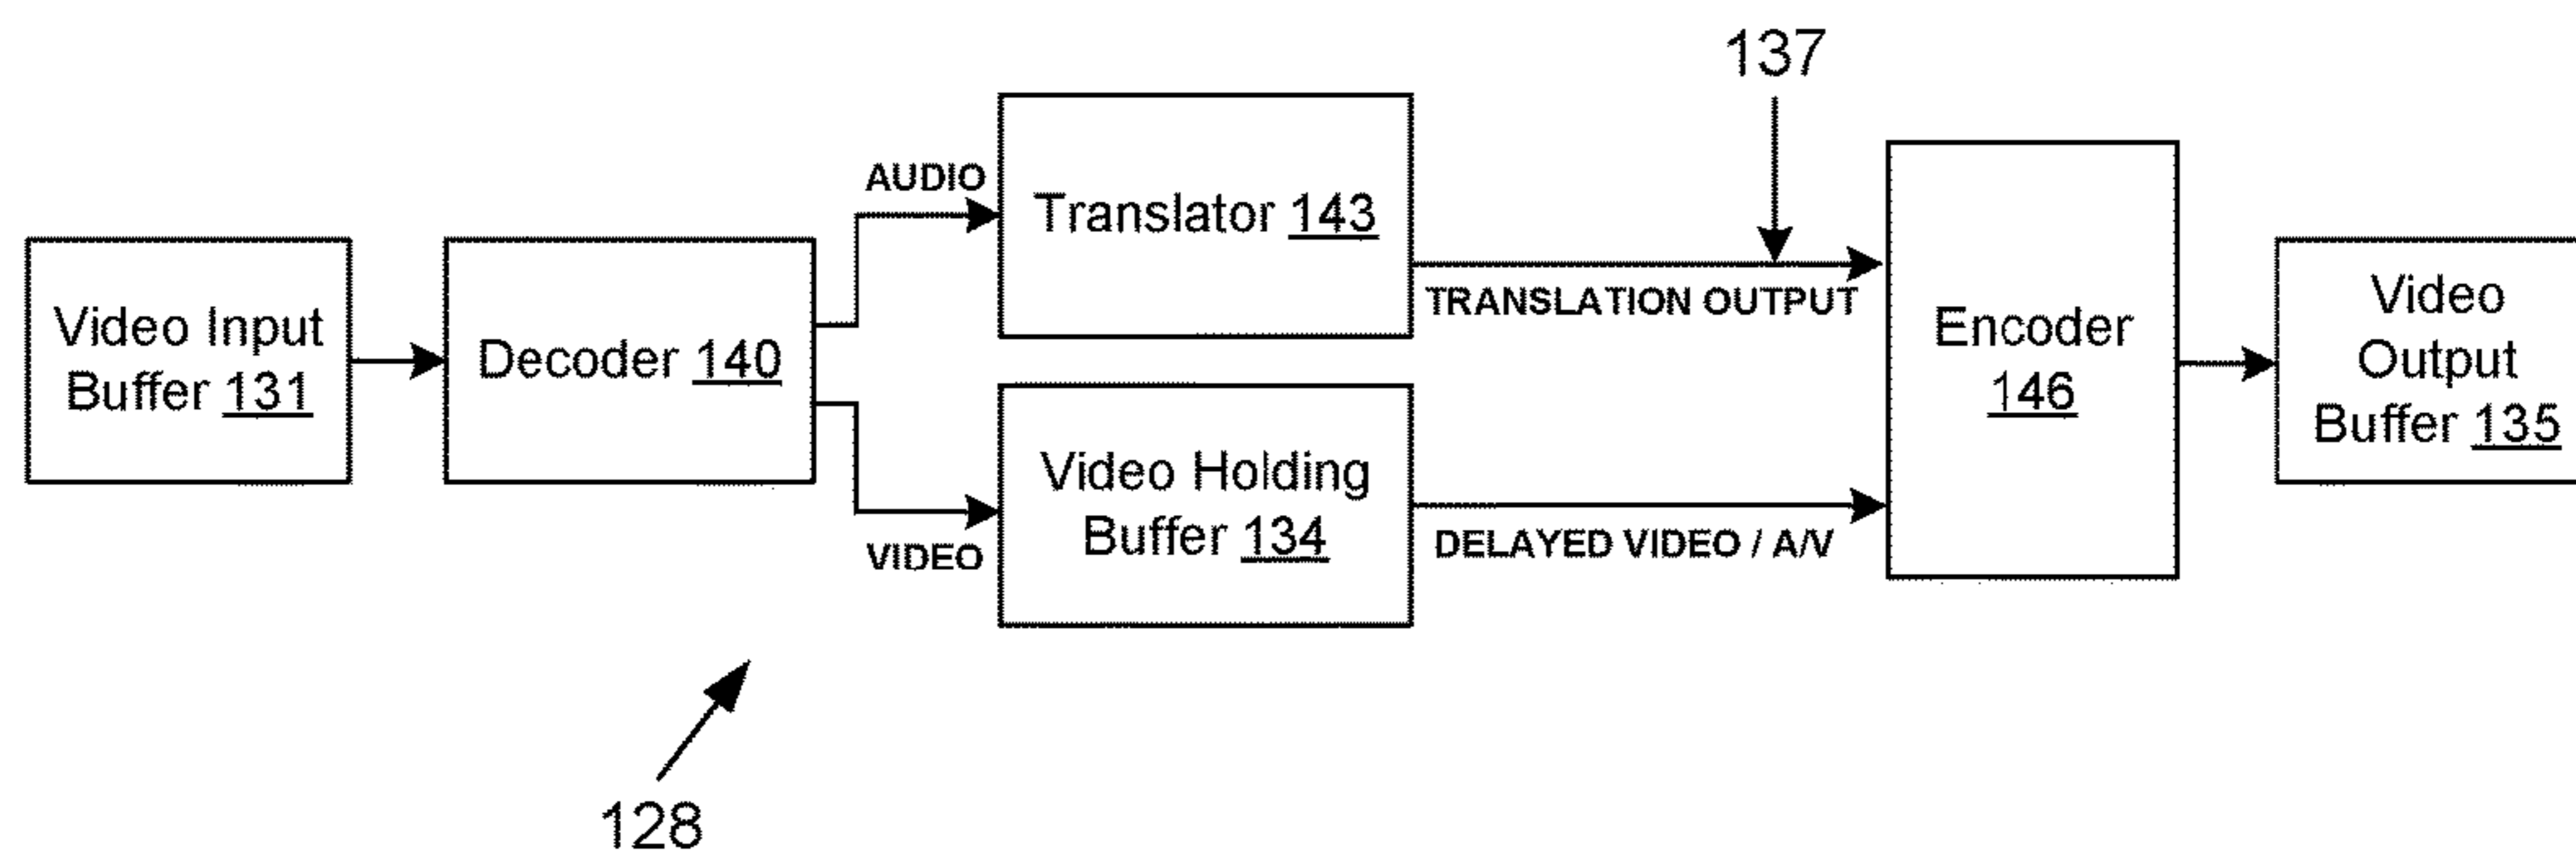 137
AUDIO
Translator 143
TRANSLATION OUTPUT
Video Input
Buffer 131
Decoder 140
Encoder
146
Video
Output
Buffer 135
VIDEO
Video Holding
Buffer 134
DELAYED VIDEO / A/V
128